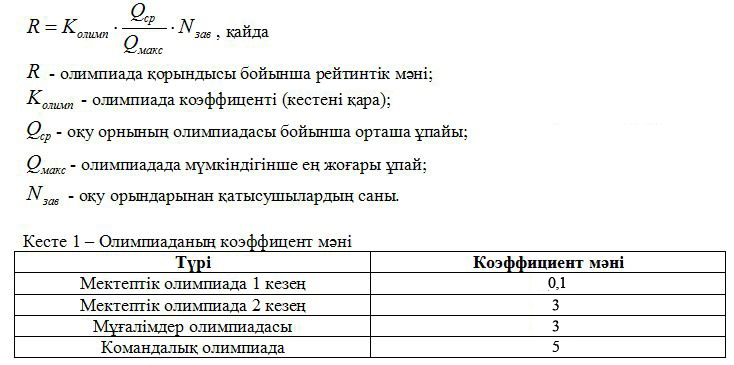 R = K_олимп · Q_ср / Q_макс · N_зав , қайда
R - олимпиада қорындысы бойынша рейтинтік мәні;
K_олимп - олимпиада коэффиценті (кестені қара);
Q_ср - оқу орнының олимпиадасы бойынша орташа ұпайы;
Q_макс - олимпиадада мүмкіндігінше ең жоғары ұпай;
N_зав - оқу орындарынан қатысушылардың саны.
Кесте 1 – Олимпиаданың коэффицент мәні
Түрі Коэффициент мәні
Мектептік олимпиада 1 кезең 0,1
Мектептік олимпиада 2 кезең 3
Мұғалімдер олимпиадасы 3
Командалық олимпиада 5